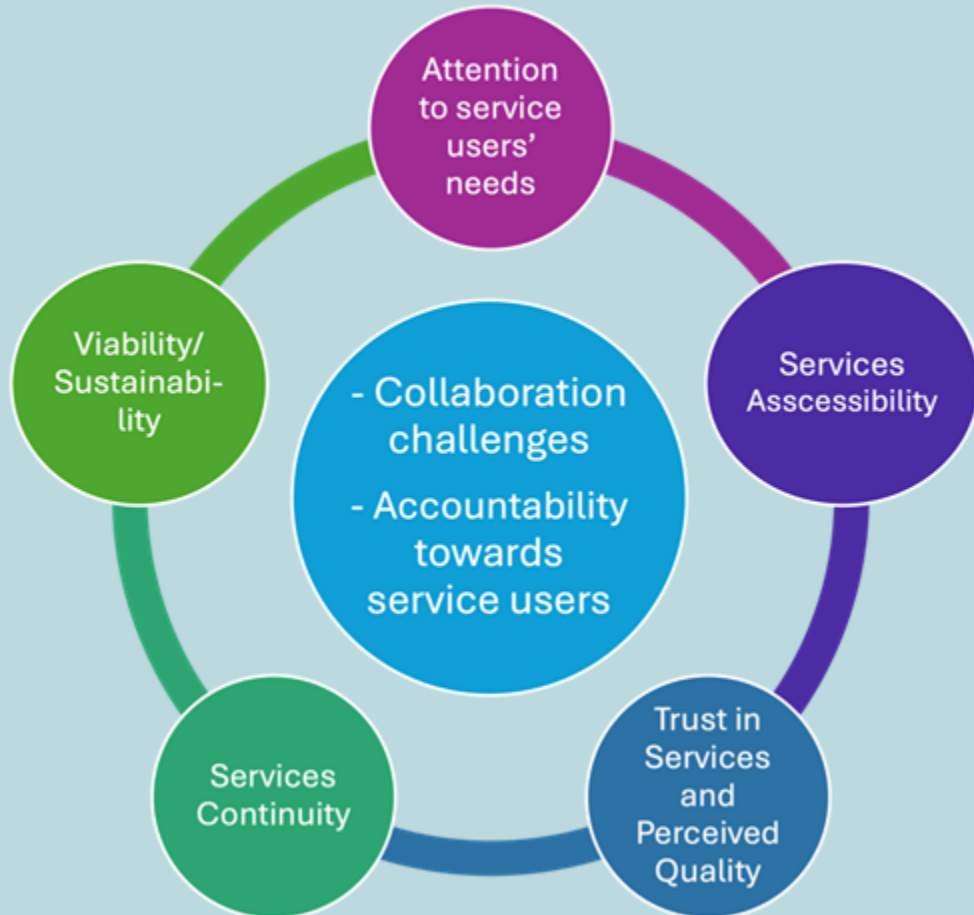 Attention
to service
users’
needs
Services
Asscessibility
Trust in
Services
and
Perceived
Quality
Services
Continuity
Viability/
Sustainabi-
lity
- Collaboration
challenges
- Accountability
towards
service users